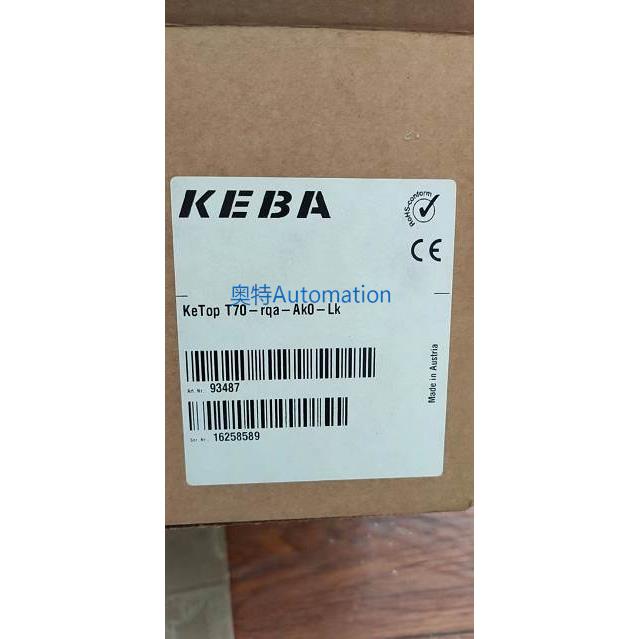 KEBA
RoHS-conform
CE
奥特Automation
KeTop T70-rqa-Ak0-Lk
Art.Nr. 93487
Ser.Nr. 16258589
Made in Austria